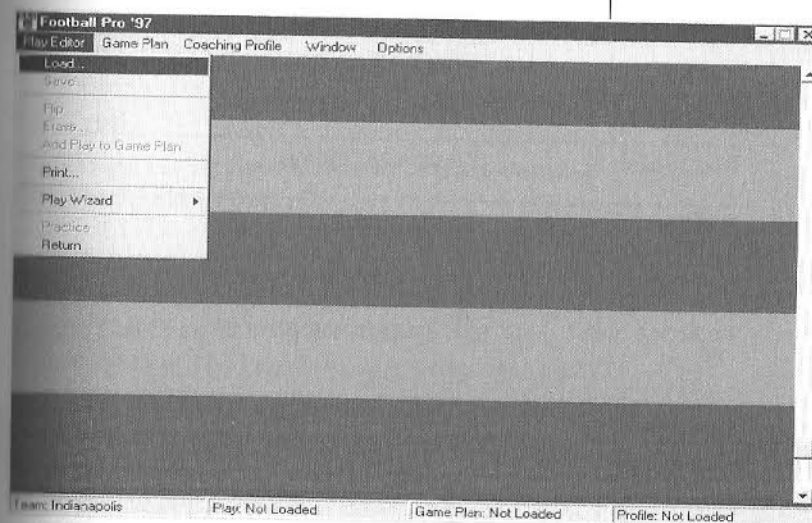 Football Pro '97
Play Editor Game Plan Coaching Profile Window Options
Load...
Save...
Flip
Erase...
Add Play to Game Plan
Print...
Play Wizard
Practice
Return
Team: Indianapolis Play: Not Loaded Game Plan: Not Loaded Profile: Not Loaded